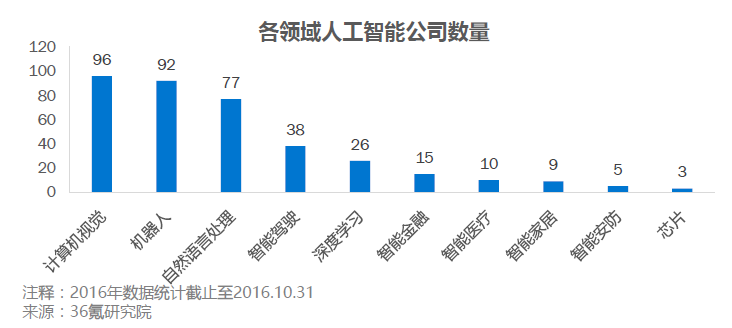 各领域人工智能公司数量
120
100
80
60
40
20
0
96
92
77
38
26
15
10
9
5
3
计算机视觉
机器人
自然语言处理
智能驾驶
深度学习
智能金融
智能医疗
智能家居
智能安防
芯片
注释：2016年数据统计截止至2016.10.31
来源：36氪研究院